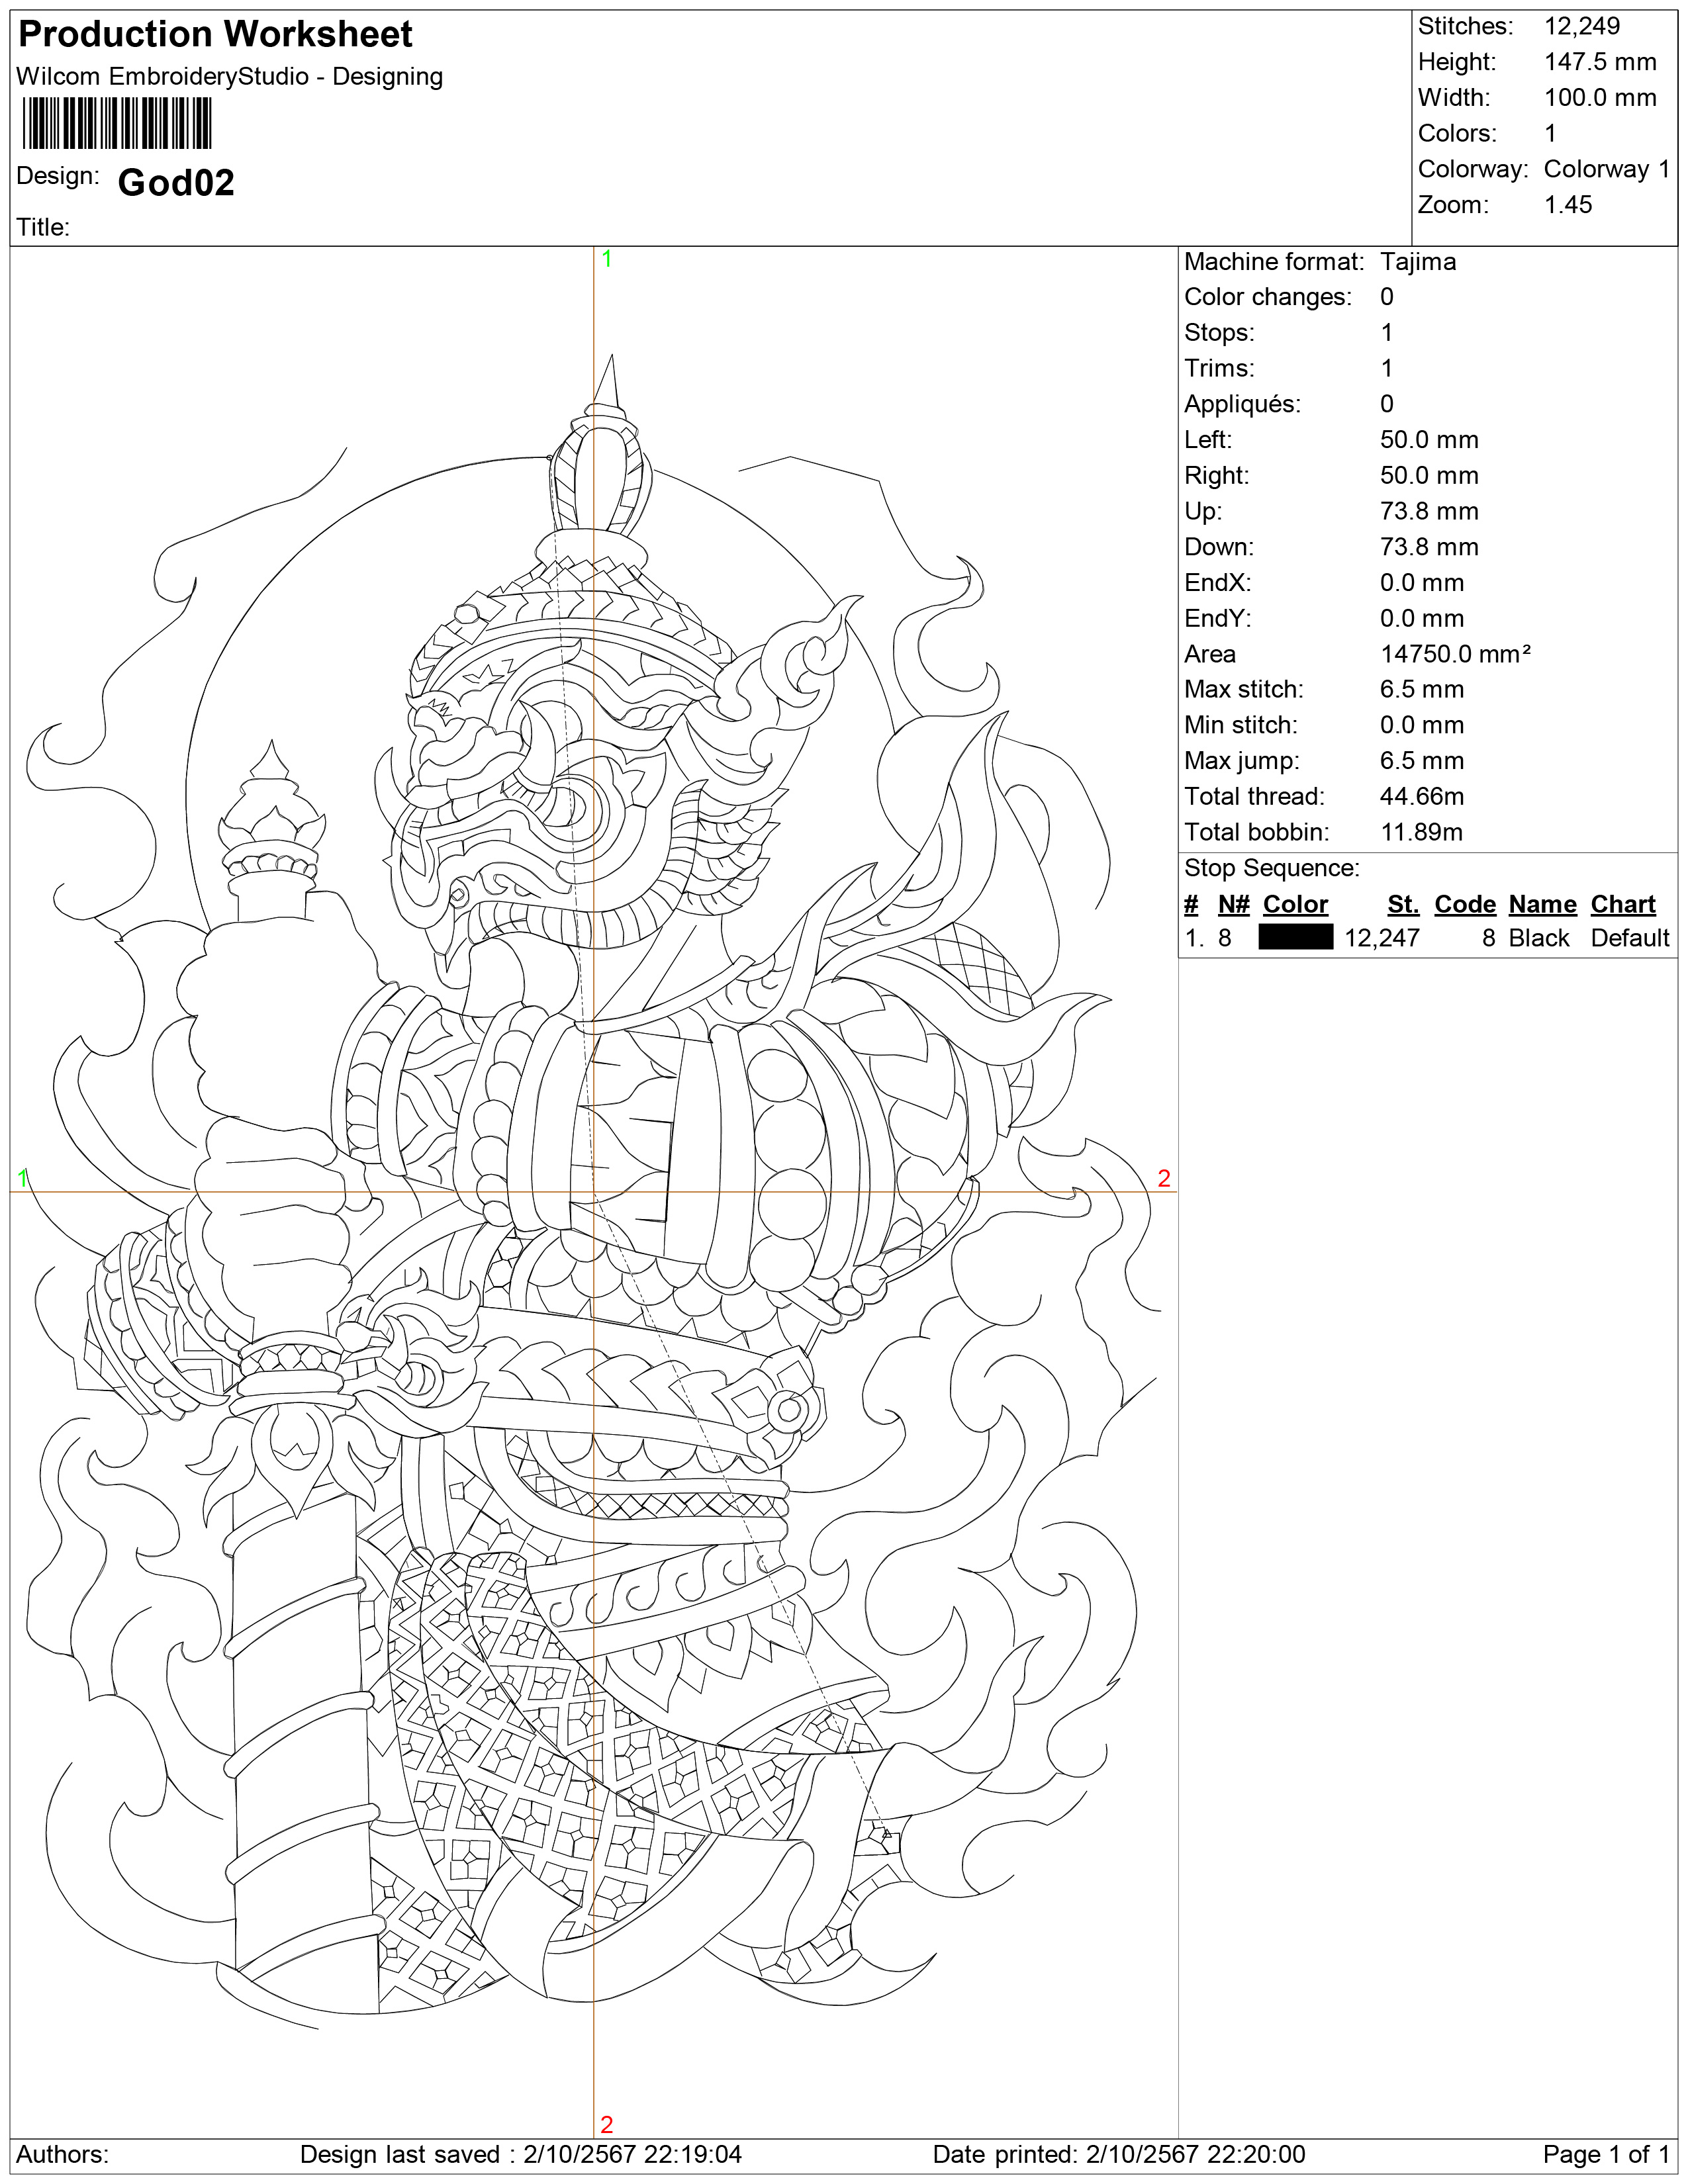 Production Worksheet
Wilcom EmbroideryStudio - Designing
Design: God02
Title:
Stitches: 12,249
Height: 147.5 mm
Width: 100.0 mm
Colors: 1
Colorway: Colorway 1
Zoom: 1.45
1
1
2
2
Machine format: Tajima
Color changes: 0
Stops: 1
Trims: 1
Appliqués: 0
Left: 50.0 mm
Right: 50.0 mm
Up: 73.8 mm
Down: 73.8 mm
EndX: 0.0 mm
EndY: 0.0 mm
Area 14750.0 mm²
Max stitch: 6.5 mm
Min stitch: 0.0 mm
Max jump: 6.5 mm
Total thread: 44.66m
Total bobbin: 11.89m
Stop Sequence:
# N# Color St. Code Name Chart
1. 8 12,247 8 Black Default
Authors: Design last saved : 2/10/2567 22:19:04 Date printed: 2/10/2567 22:20:00 Page 1 of 1